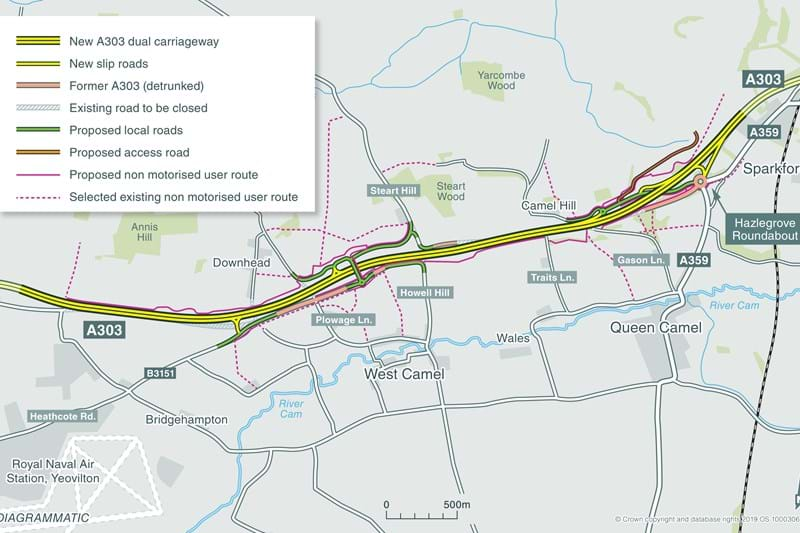 New A303 dual carriageway
New slip roads
Former A303 (detrunked)
Existing road to be closed
Proposed local roads
Proposed access road
Proposed non motorised user route
Selected existing non motorised user route
Yarcombe
Wood
A303
A359
Sparkfor
Steart Hill
Steart
Wood
Camel Hill
Hazlegrove
Roundabout
Annis
Hill
Downhead
Gason Ln.
A359
Traits Ln.
Howell Hill
River Cam
A303
Plowage Ln.
Queen Camel
Wales
West Camel
B3151
River
Cam
Heathcote Rd.
Bridgehampton
Royal Naval Air
Station, Yeovilton
DIAGRAMMATIC
0 500m
© Crown copyright and database rights 2019 OS 1000306